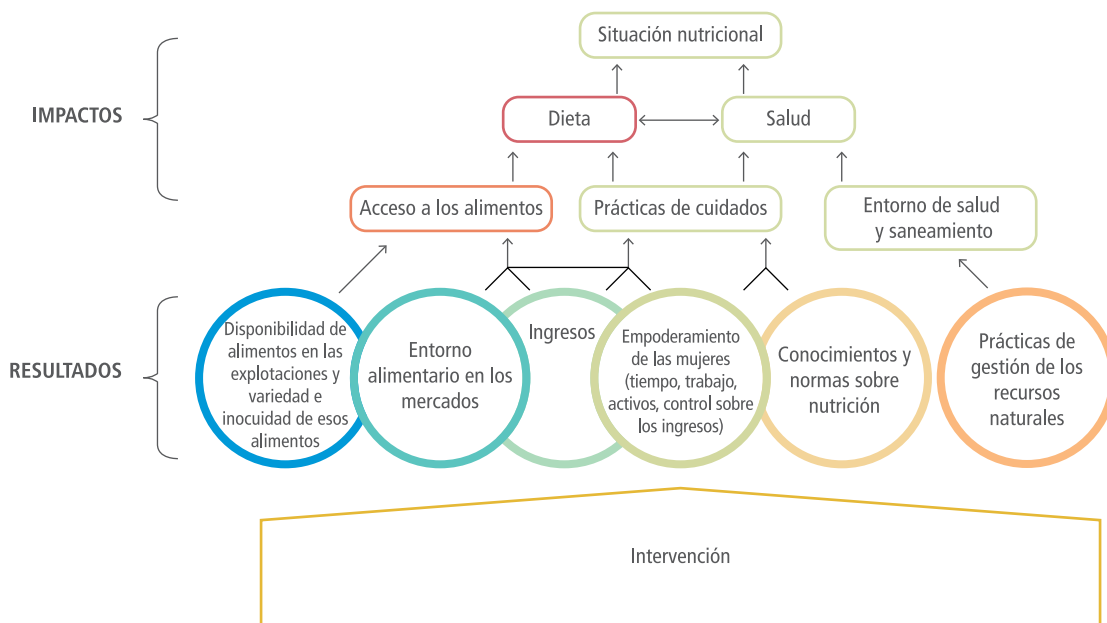 Situación nutricional
IMPACTOS
Dieta
Salud
Acceso a los alimentos
Prácticas de cuidados
Entorno de salud
y saneamiento
RESULTADOS
Disponibilidad de
alimentos en las
explotaciones y
variedad e
inocuidad de esos
alimentos
Entorno
alimentario en los
mercados
Ingresos
Empoderamiento
de las mujeres
(tiempo, trabajo,
activos, control sobre
los ingresos)
Conocimientos y
normas sobre
nutrición
Prácticas de
gestión de los
recursos
naturales
Intervención